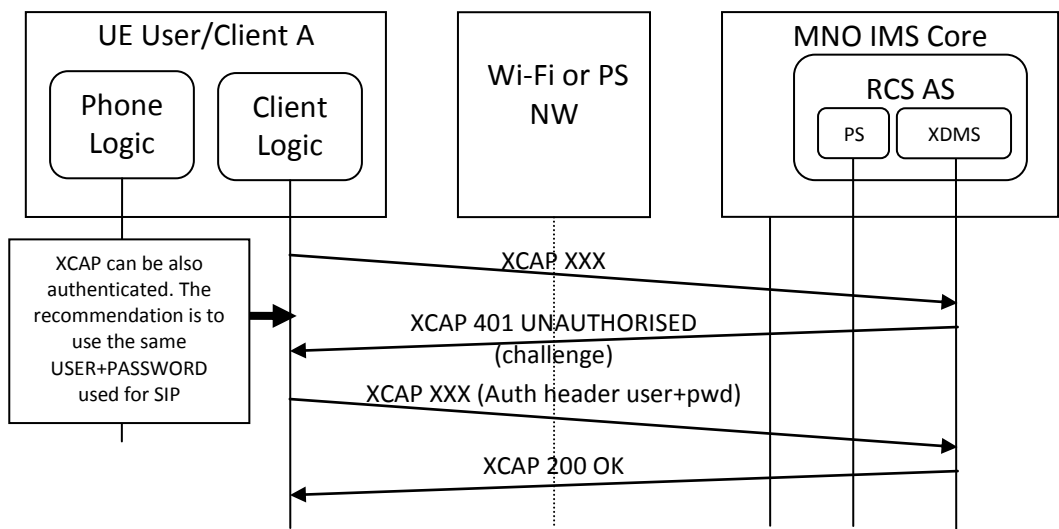 UE User/Client A
Phone
Logic
Client
Logic
Wi-Fi or PS
NW
MNO IMS Core
RCS AS
PS
XDMS
XCAP can be also
authenticated. The
recommendation is to
use the same
USER+PASSWORD
used for SIP
XCAP XXX
XCAP 401 UNAUTHORISED
(challenge)
XCAP XXX (Auth header user+pwd)
XCAP 200 OK